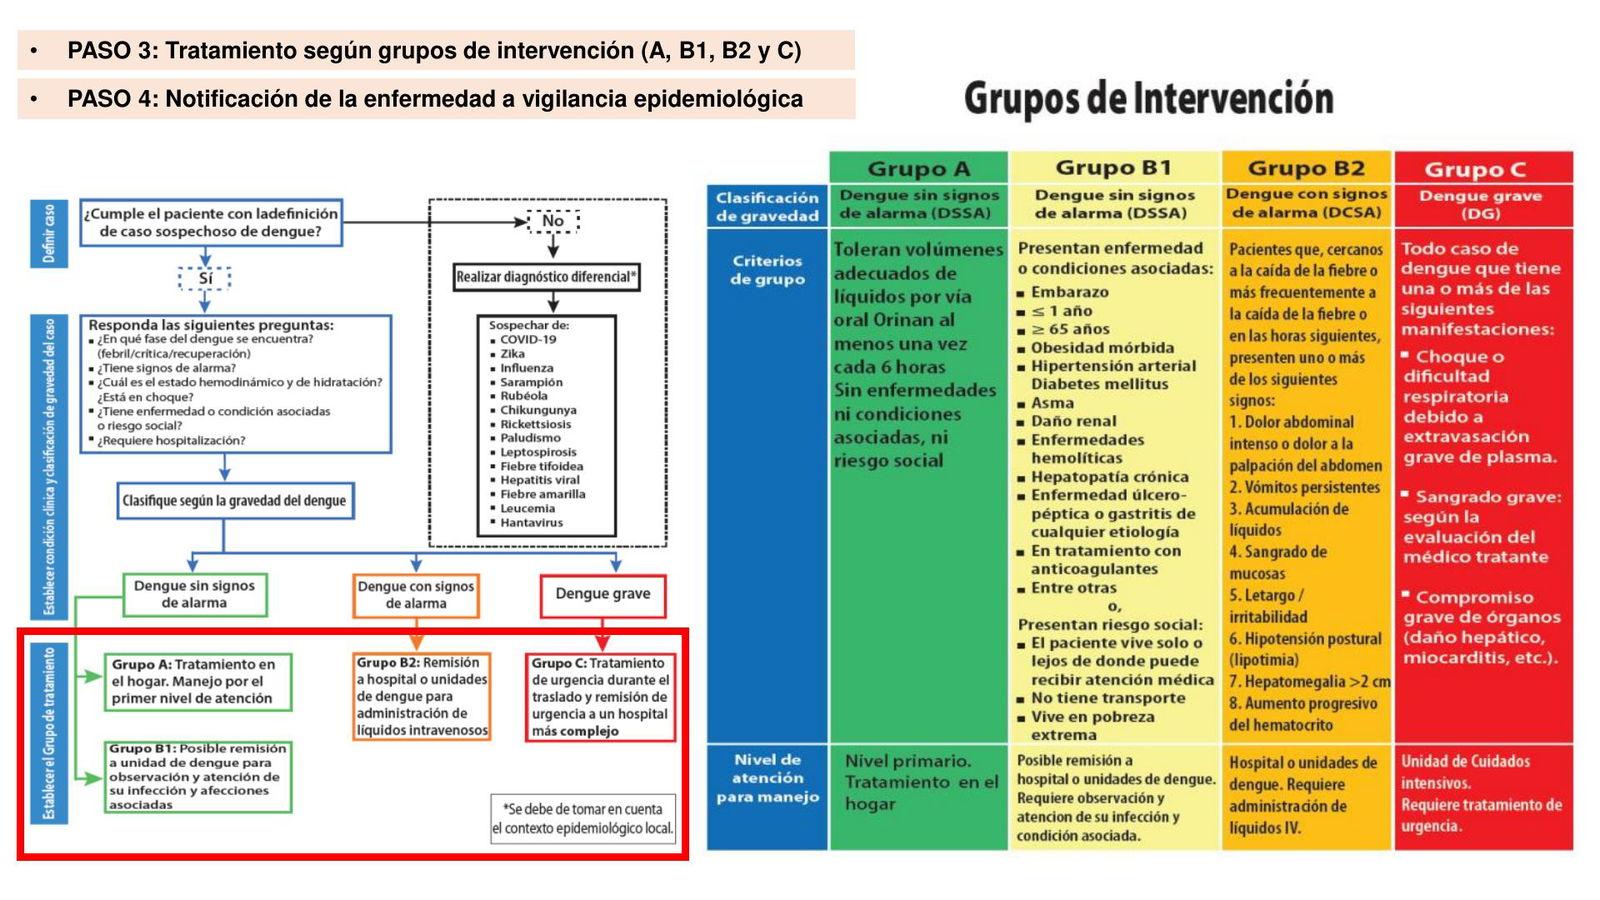 • PASO 3: Tratamiento según grupos de intervención (A, B1, B2 y C)
• PASO 4: Notificación de la enfermedad a vigilancia epidemiológica
Definir caso
¿Cumple el paciente con ladefinición
de caso sospechoso de dengue?
No
Sí
Realizar diagnóstico diferencial*
Establecer condición clínica y clasificación de gravedad del caso
Responda las siguientes preguntas:
▪ ¿En qué fase del dengue se encuentra?
(febril/crítica/recuperación)
▪ ¿Tiene signos de alarma?
▪ ¿Cuál es el estado hemodinámico y de hidratación?
¿Está en choque?
▪ ¿Tiene enfermedad o condición asociadas
o riesgo social?
▪ ¿Requiere hospitalización?
Sospechar de:
▪ COVID-19
▪ Zika
▪ Influenza
▪ Sarampión
▪ Rubéola
▪ Chikungunya
▪ Rickettsiosis
▪ Paludismo
▪ Leptospirosis
▪ Fiebre tifoidea
▪ Hepatitis viral
▪ Fiebre amarilla
▪ Leucemia
▪ Hantavirus
Clasifique según la gravedad del dengue
Dengue sin signos
de alarma
Dengue con signos
de alarma
Dengue grave
Establecer el Grupo de tratamiento
Grupo A: Tratamiento en
el hogar. Manejo por el
primer nivel de atención
Grupo B1: Posible remisión
a unidad de dengue para
observación y atención de
su infección y afecciones
asociadas
Grupo B2: Remisión
a hospital o unidades
de dengue para
administración de
líquidos intravenosos
Grupo C: Tratamiento
de urgencia durante el
traslado y remisión de
urgencia a un hospital
más complejo
*Se debe de tomar en cuenta
el contexto epidemiológico local.
Grupos de Intervención
Grupo A
Grupo B1
Grupo B2
Grupo C
Clasificación
de gravedad
Dengue sin signos
de alarma (DSSA)
Dengue sin signos
de alarma (DSSA)
Dengue con signos
de alarma (DCSA)
Dengue grave
(DG)
Criterios
de grupo
Toleran volúmenes
adecuados de
líquidos por vía
oral Orinan al
menos una vez
cada 6 horas
Sin enfermedades
ni condiciones
asociadas, ni
riesgo social
Presentan enfermedad
o condiciones asociadas:
▪ Embarazo
▪ ≤ 1 año
▪ ≥ 65 años
▪ Obesidad mórbida
▪ Hipertensión arterial
Diabetes mellitus
▪ Asma
▪ Daño renal
▪ Enfermedades
hemolíticas
▪ Hepatopatía crónica
▪ Enfermedad úlcero-
péptica o gastritis de
cualquier etiología
▪ En tratamiento con
anticoagulantes
▪ Entre otras
o,
Presentan riesgo social:
▪ El paciente vive solo o
lejos de donde puede
recibir atención médica
▪ No tiene transporte
▪ Vive en pobreza
extrema
Pacientes que, cercanos
a la caída de la fiebre o
más frecuentemente a
la caída de la fiebre o
en las horas siguientes,
presenten uno o más
de los siguientes
signos:
1. Dolor abdominal
intenso o dolor a la
palpación del abdomen
2. Vómitos persistentes
3. Acumulación de
líquidos
4. Sangrado de
mucosas
5. Letargo /
irritabilidad
6. Hipotensión postural
(lipotimia)
7. Hepatomegalia >2 cm
8. Aumento progresivo
del hematocrito
Todo caso de
dengue que tiene
una o más de las
siguientes
manifestaciones:
▪ Choque o
dificultad
respiratoria
debido a
extravasación
grave de plasma.
▪ Sangrado grave:
según la
evaluación del
médico tratante
▪ Compromiso
grave de órganos
(daño hepático,
miocarditis, etc.).
Nivel de
atención
para manejo
Nivel primario.
Tratamiento en el
hogar
Posible remisión a
hospital o unidades de dengue.
Requiere observación y
atencion de su infección y
condición asociada.
Hospital o unidades de
dengue. Requiere
administración de
líquidos IV.
Unidad de Cuidados
intensivos.
Requiere tratamiento de
urgencia.